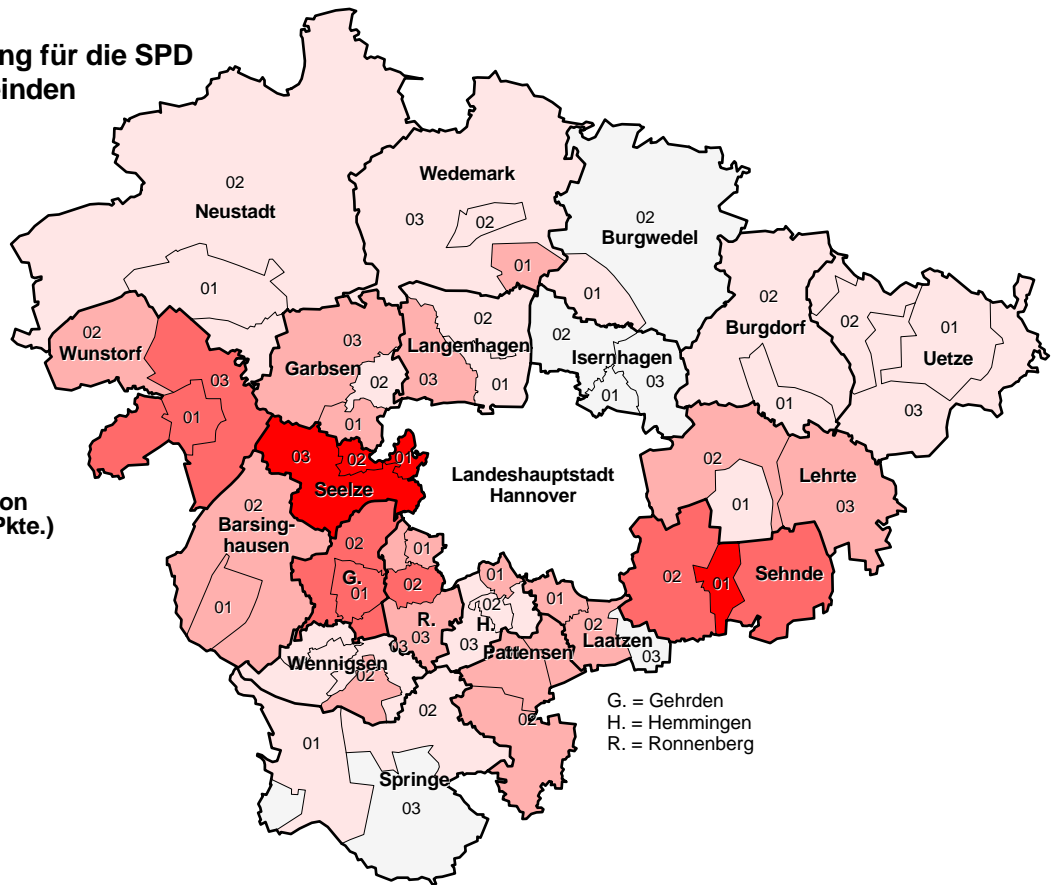 ng für die SPD
inden
02
Neustadt
01
Wedemark
03
02
01
02
Burgwedel
01
02
Burgdorf
01
02
01
Uetze
03
02
Wunstorf
03
01
03
Garbsen
02
01
02
Langenhagen
03
01
02
Isernhagen
03
01
03
02
01
Seelze
Landeshauptstadt
Hannover
02
Lehrte
01
03
on
Pkte.)
02
Barsing-
hausen
01
02
G.
01
01
02
R.
03
03
01
02
H.
03
01
02
Laatzen
03
02
01
Sehnde
Pattensen
02
Wennigsen
02
G. = Gehrden
H. = Hemmingen
R. = Ronnenberg
01
02
Springe
03